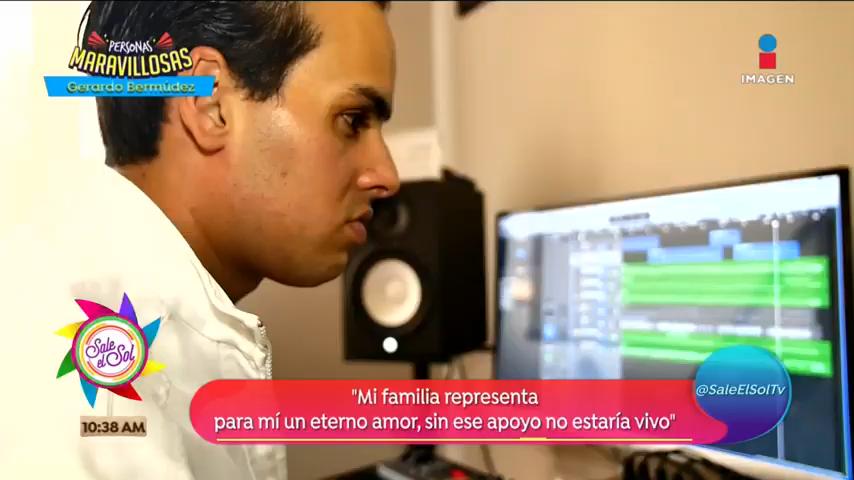 PERSONAS
MARAVILLOSAS
Gerardo Bermúdez
IMAGEN
Sale
el Sol
10:38 AM
"Mi familia representa
para mí un eterno amor, sin ese apoyo no estaría vivo"
@SaleElSolTv